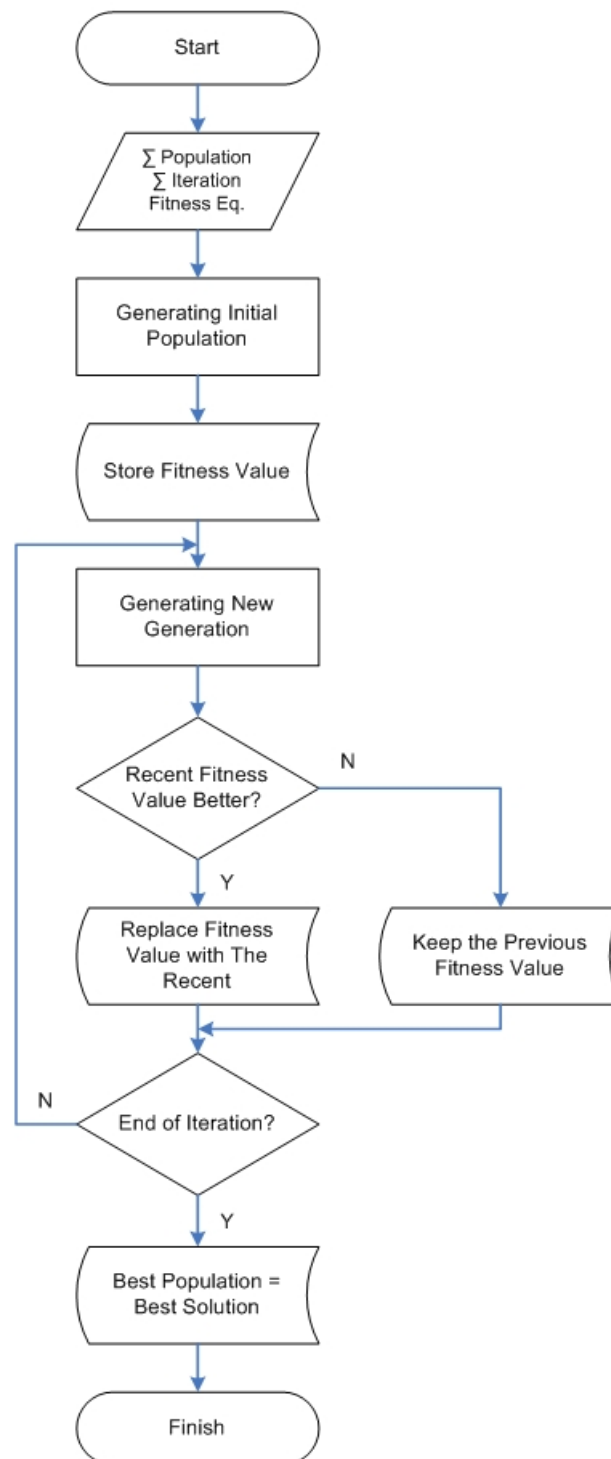 Start
∑ Population
∑ Iteration
Fitness Eq.
Generating Initial
Population
Store Fitness Value
Generating New
Generation
Recent Fitness
Value Better?
N
Y
Replace Fitness
Value with The
Recent
Keep the Previous
Fitness Value
N
End of Iteration?
Y
Best Population =
Best Solution
Finish